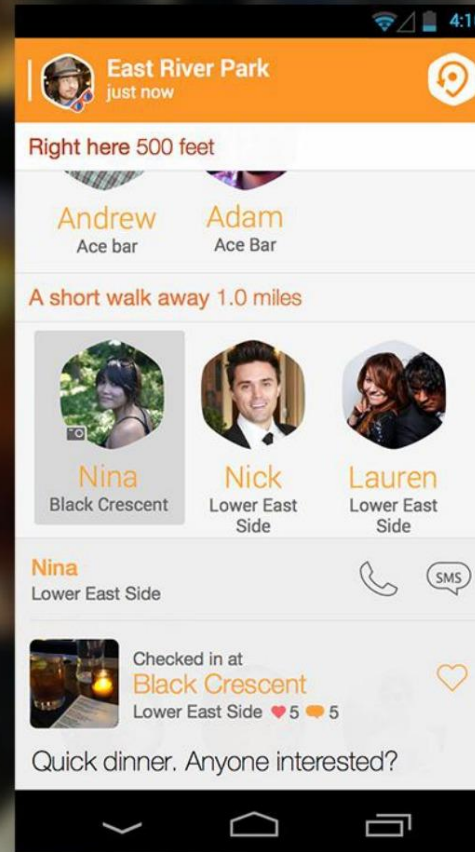 4:1
East River Park
just now
Right here 500 feet
Andrew
Ace bar
Adam
Ace Bar
A short walk away 1.0 miles
Nina
Black Crescent
Nick
Lower East
Side
Lauren
Lower East
Side
Nina
Lower East Side
SMS
Checked in at
Black Crescent
Lower East Side 5 5
Quick dinner. Anyone interested?